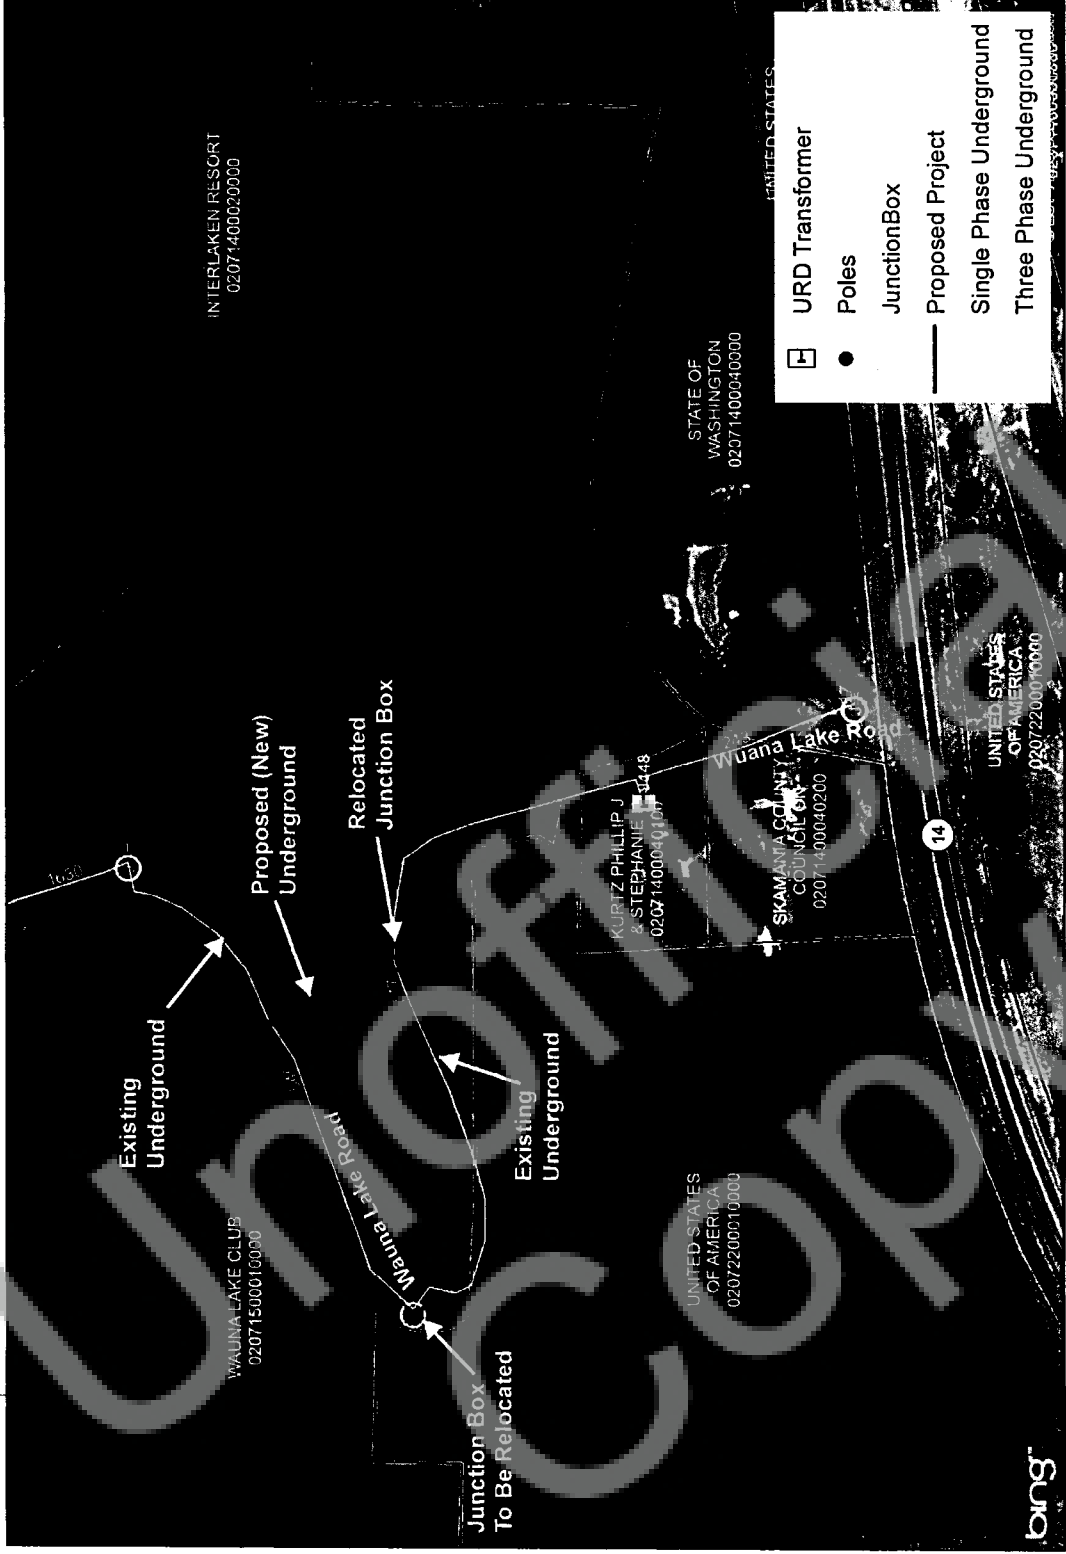 INTERLAKEN RESORT
02071400020000
UNITED STATES
URD Transformer
Poles
JunctionBox
Proposed Project
Single Phase Underground
Three Phase Underground
STATE OF
WASHINGTON
02071400040000
1630
Proposed (New)
Underground
Relocated
Junction Box
Existing
Underground
Existing
Underground
Wauna Lake Road
Wuana Lake Road
KURTZ PHILLIP J
& STEPHANIE
SKAMANIA COUNTY
COUNCIL ON
02071400040200
14
UNITED STATES
OF AMERICA
02072200010000
WAUNA LAKE CLUB
02071500010000
UNITED STATES
OF AMERICA
02072200010000
Junction Box
To Be Relocated
bing
Unofficial
Copy